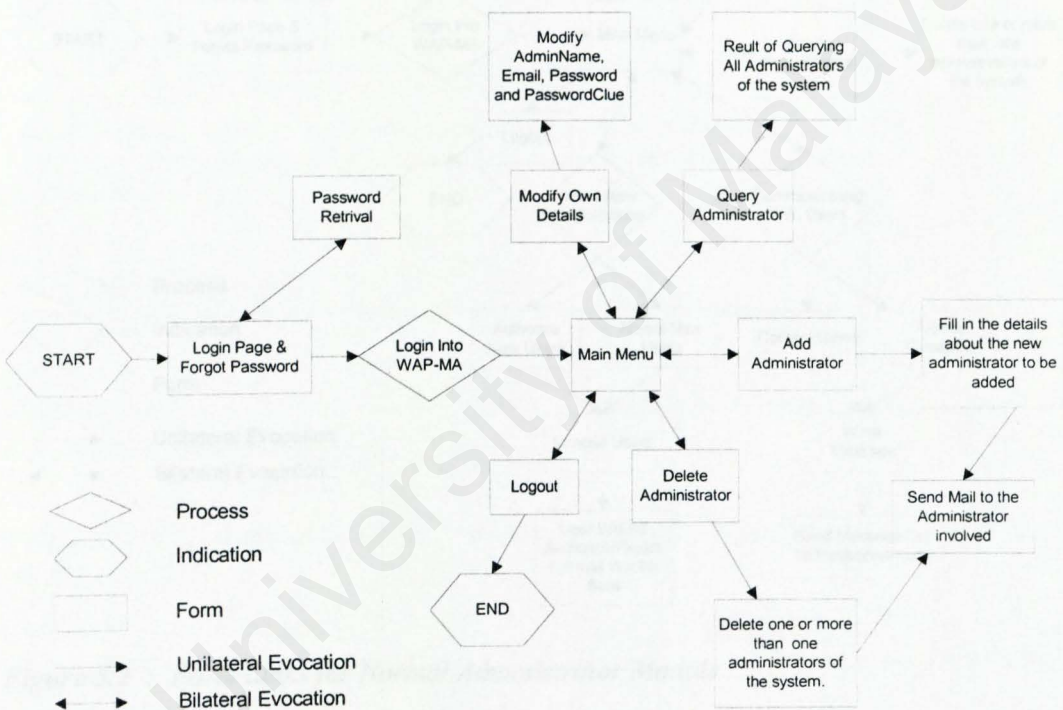 Modify
AdminName,
Email, Password
and PasswordClue
Reult of Querying
All Administrators
of the system
Password
Retrival
Modify Own
Details
Query
Administrator
START
Login Page &
Forgot Password
Login Into
WAP-MA
Main Menu
Add
Administrator
Fill in the details
about the new
administrator to be
added
Logout
Delete
Administrator
Send Mail to the
Administrator
involved
END
Delete one or more
than one
administrators of
the system.
Process
Indication
Form
Unilateral Evocation
Bilateral Evocation
University of Malaya